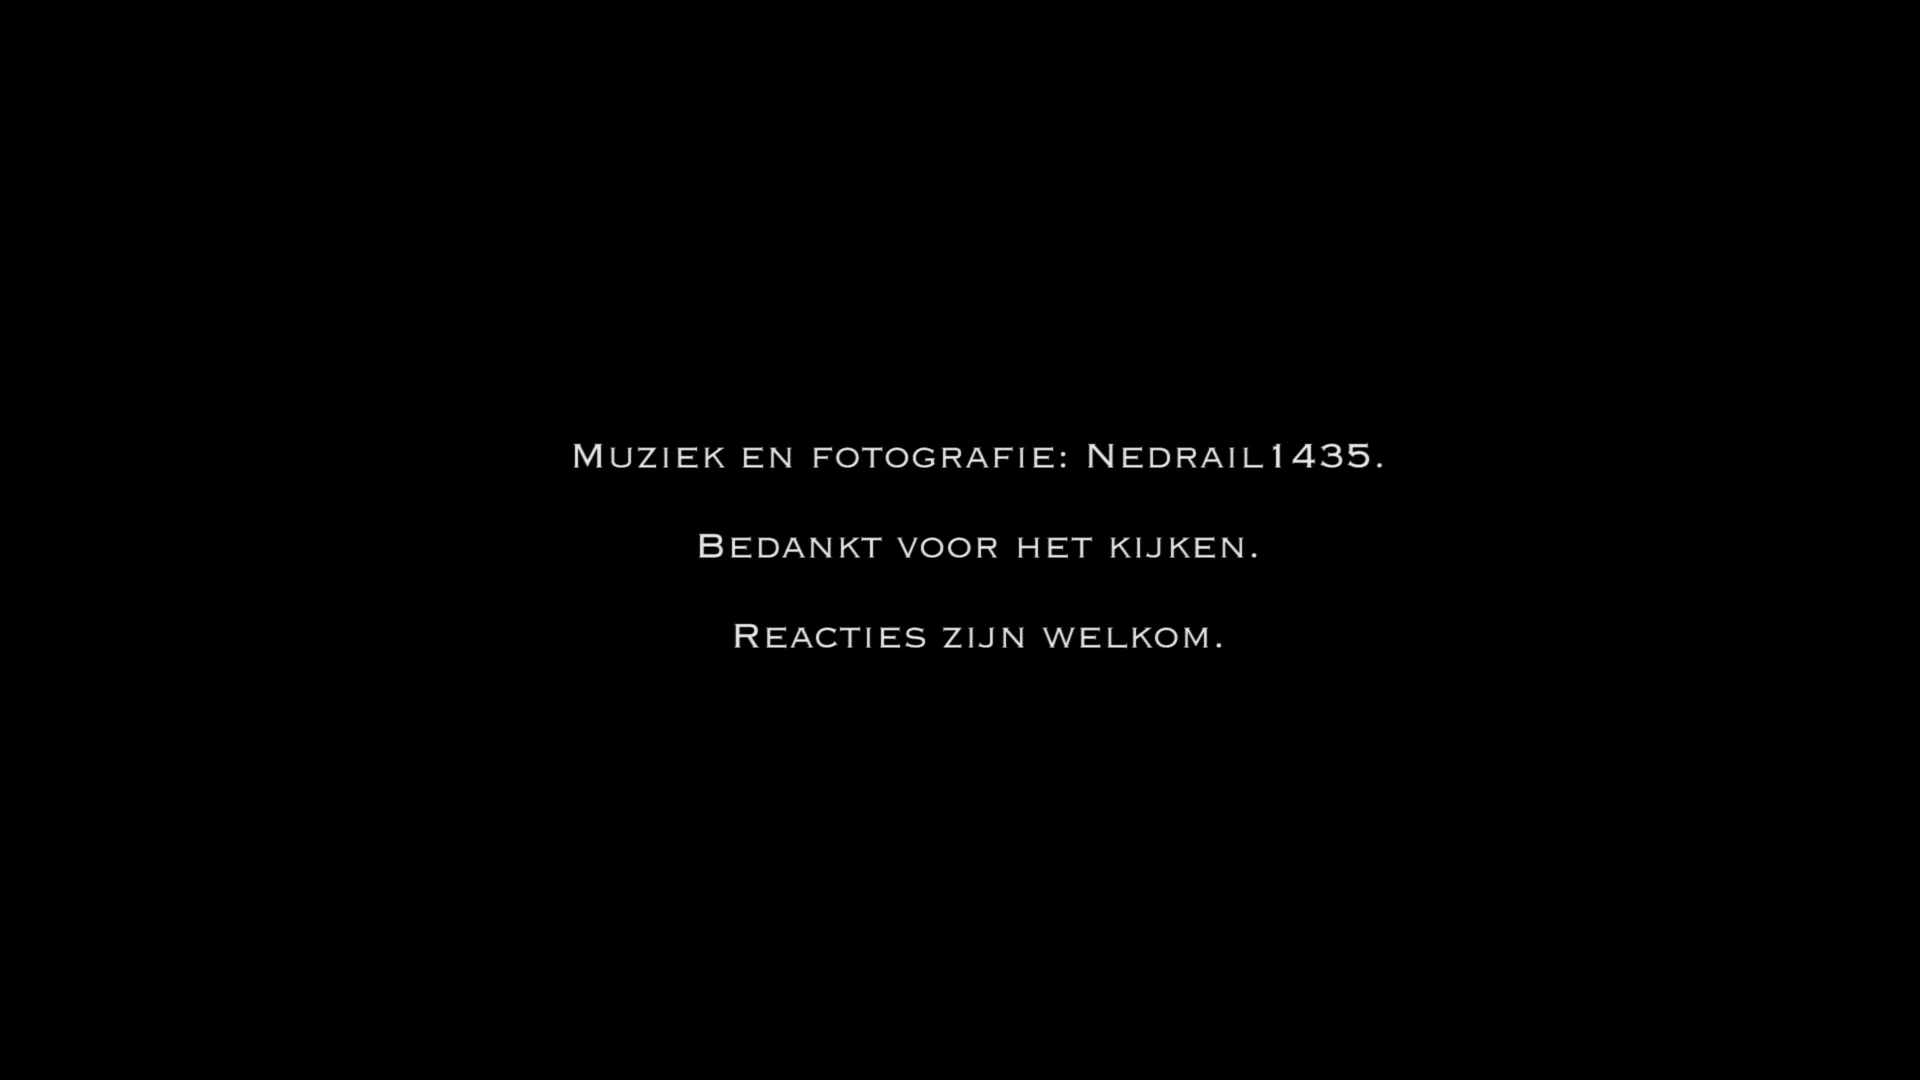 Muziek en fotografie: Nedrail1435.
Bedankt voor het kijken.
Reacties zijn welkom.